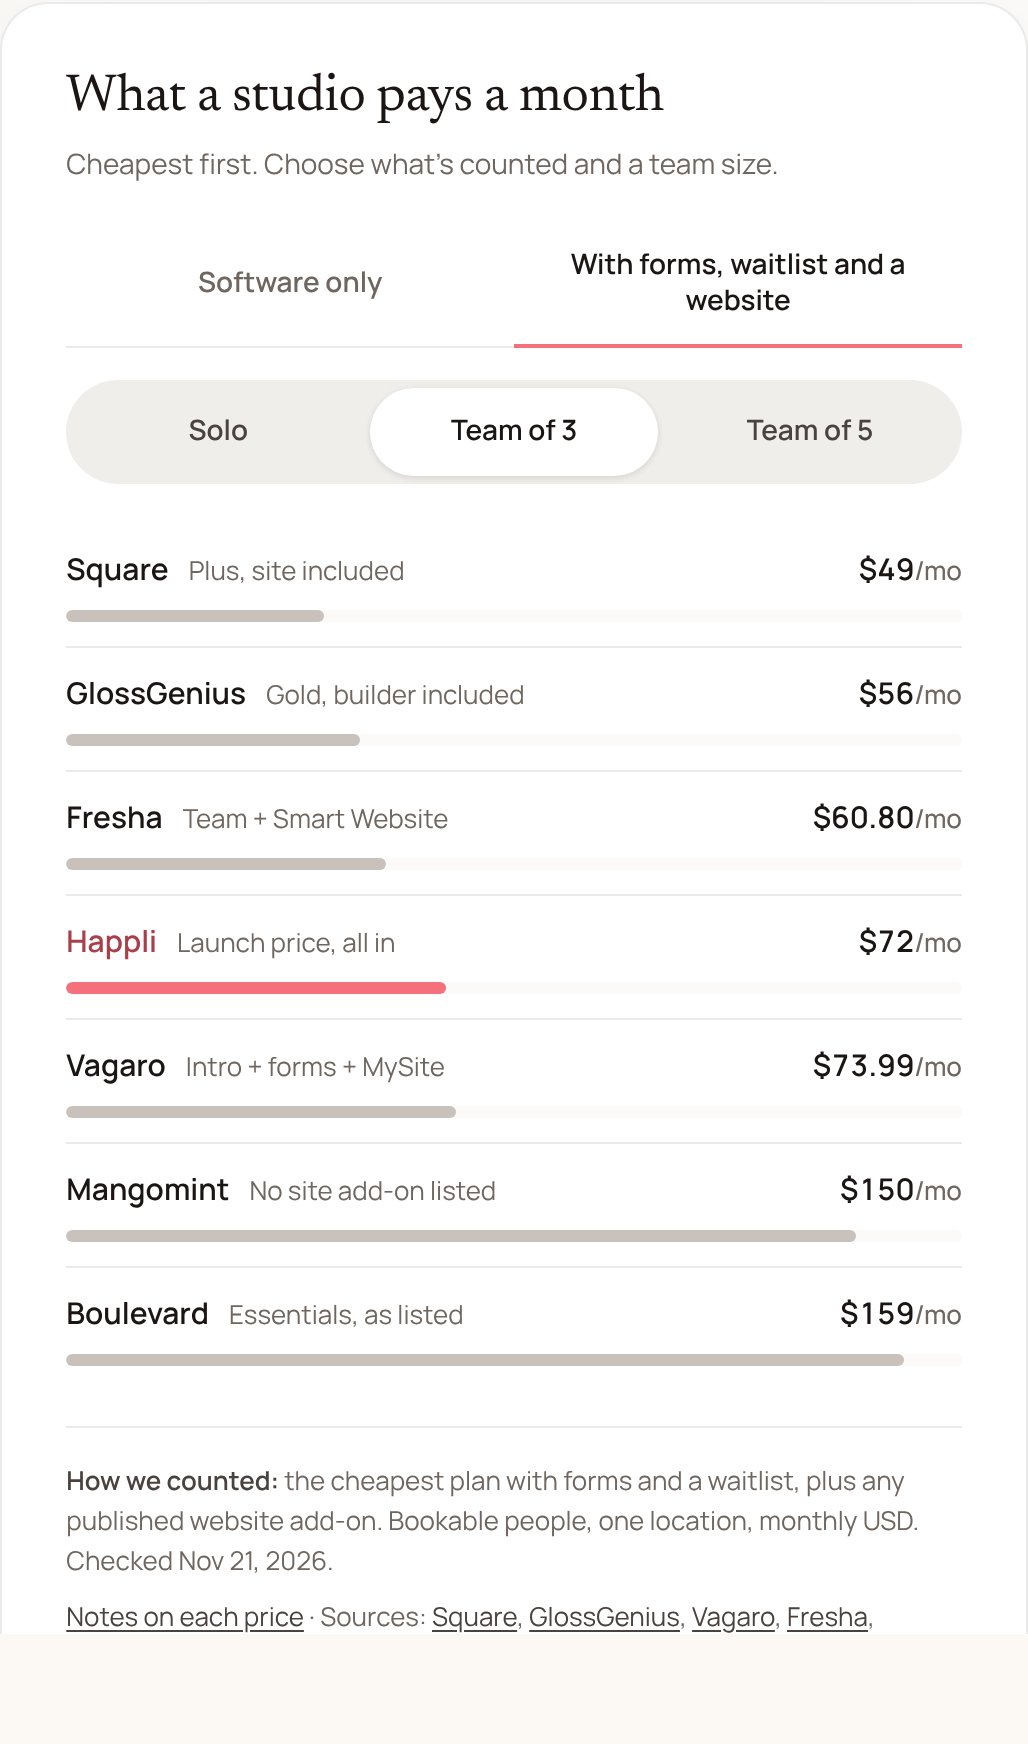 What a studio pays a month
Cheapest first. Choose what's counted and a team size.
Software only
With forms, waitlist and a
website
Solo
Team of 3
Team of 5
Square Plus, site included $49/mo
GlossGenius Gold, builder included $56/mo
Fresha Team + Smart Website $60.80/mo
Happli Launch price, all in $72/mo
Vagaro Intro + forms + MySite $73.99/mo
Mangomint No site add-on listed $150/mo
Boulevard Essentials, as listed $159/mo
How we counted: the cheapest plan with forms and a waitlist, plus any
published website add-on. Bookable people, one location, monthly USD.
Checked Nov 21, 2026.
Notes on each price · Sources: Square, GlossGenius, Vagaro, Fresha,